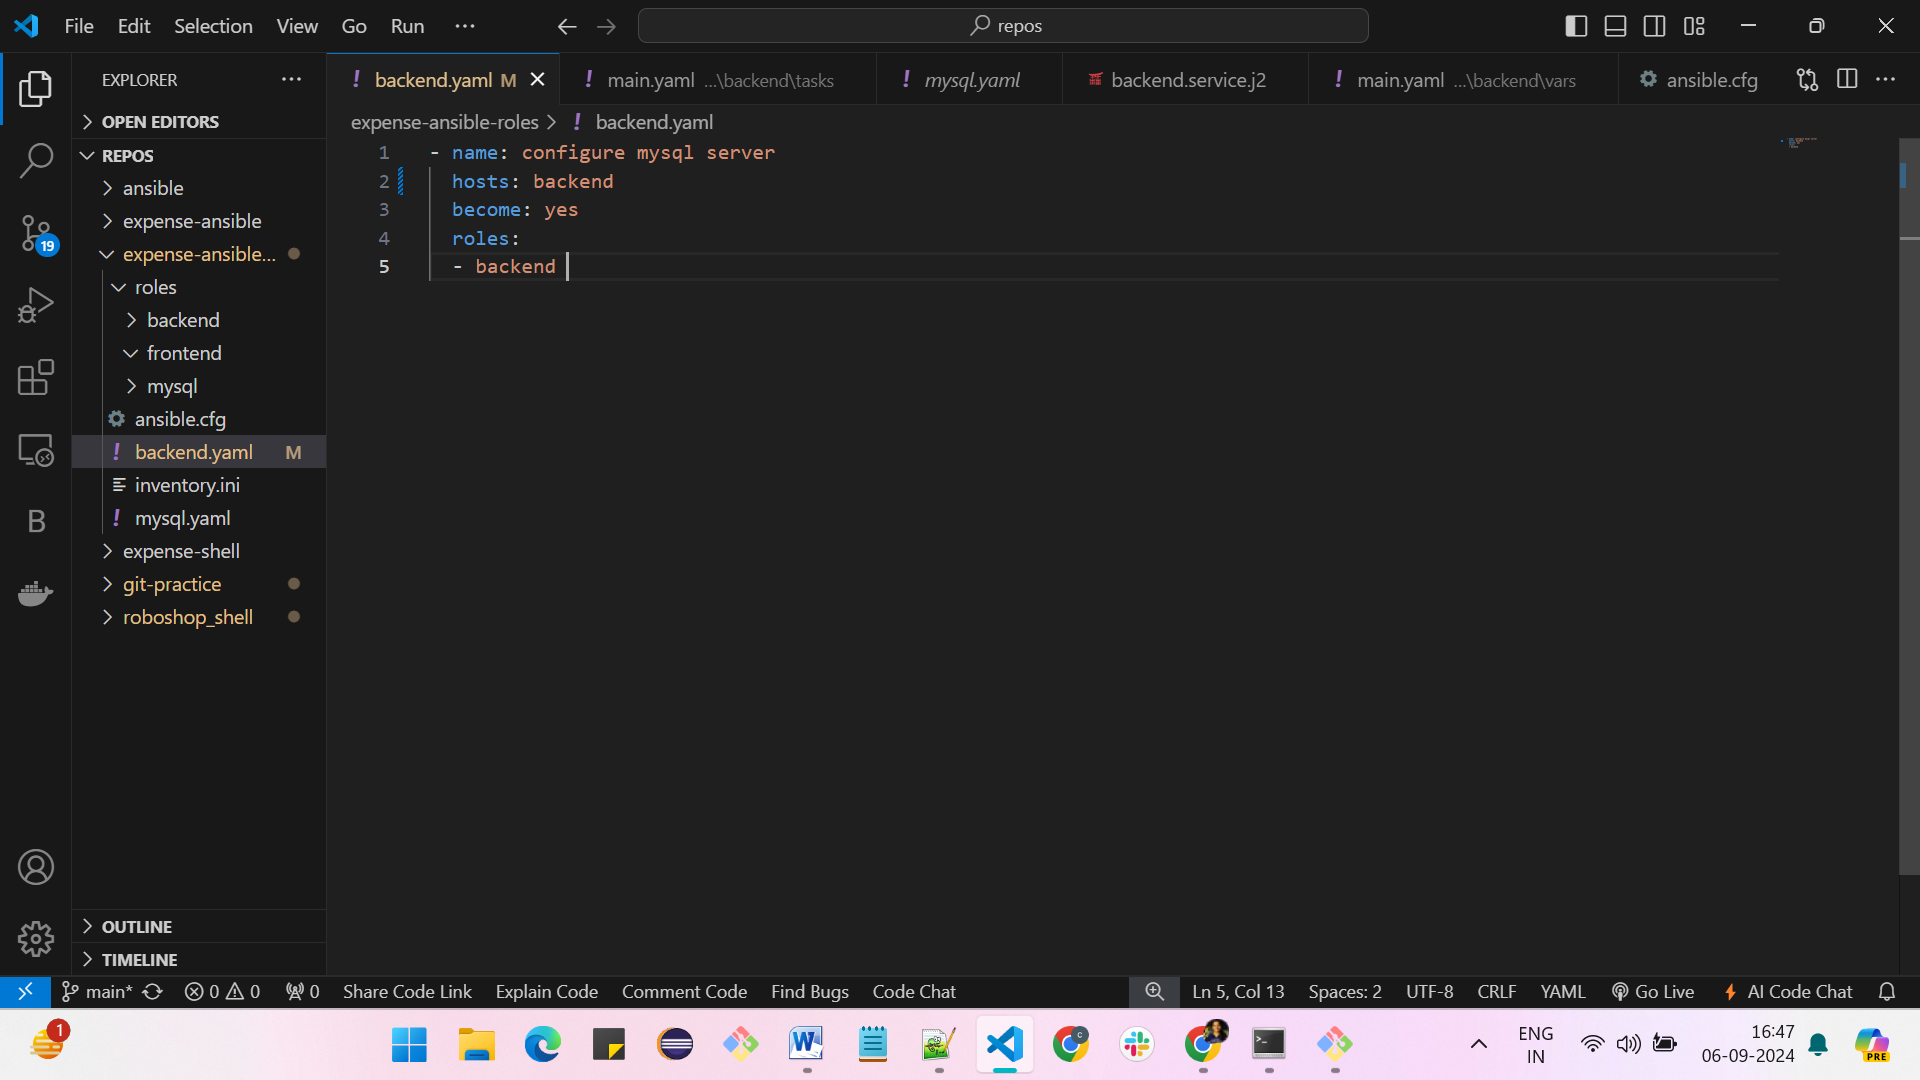 File Edit Selection View Go Run ··· repos
EXPLORER ···
OPEN EDITORS
REPOS
ansible
expense-ansible
expense-ansible...
roles
backend
frontend
mysql
ansible.cfg
backend.yaml M
inventory.ini
mysql.yaml
expense-shell
git-practice
roboshop_shell
OUTLINE
TIMELINE
19
B
backend.yaml M
main.yaml ...\backend\tasks
mysql.yaml
backend.service.j2
main.yaml ...\backend\vars
ansible.cfg
expense-ansible-roles > ! backend.yaml
1 - name: configure mysql server
2 hosts: backend
3 become: yes
4 roles:
5 - backend
main* 0 0 0 Share Code Link Explain Code Comment Code Find Bugs Code Chat Ln 5, Col 13 Spaces: 2 UTF-8 CRLF YAML Go Live AI Code Chat
1
W
C
ENG
IN
16:47
06-09-2024
PRE